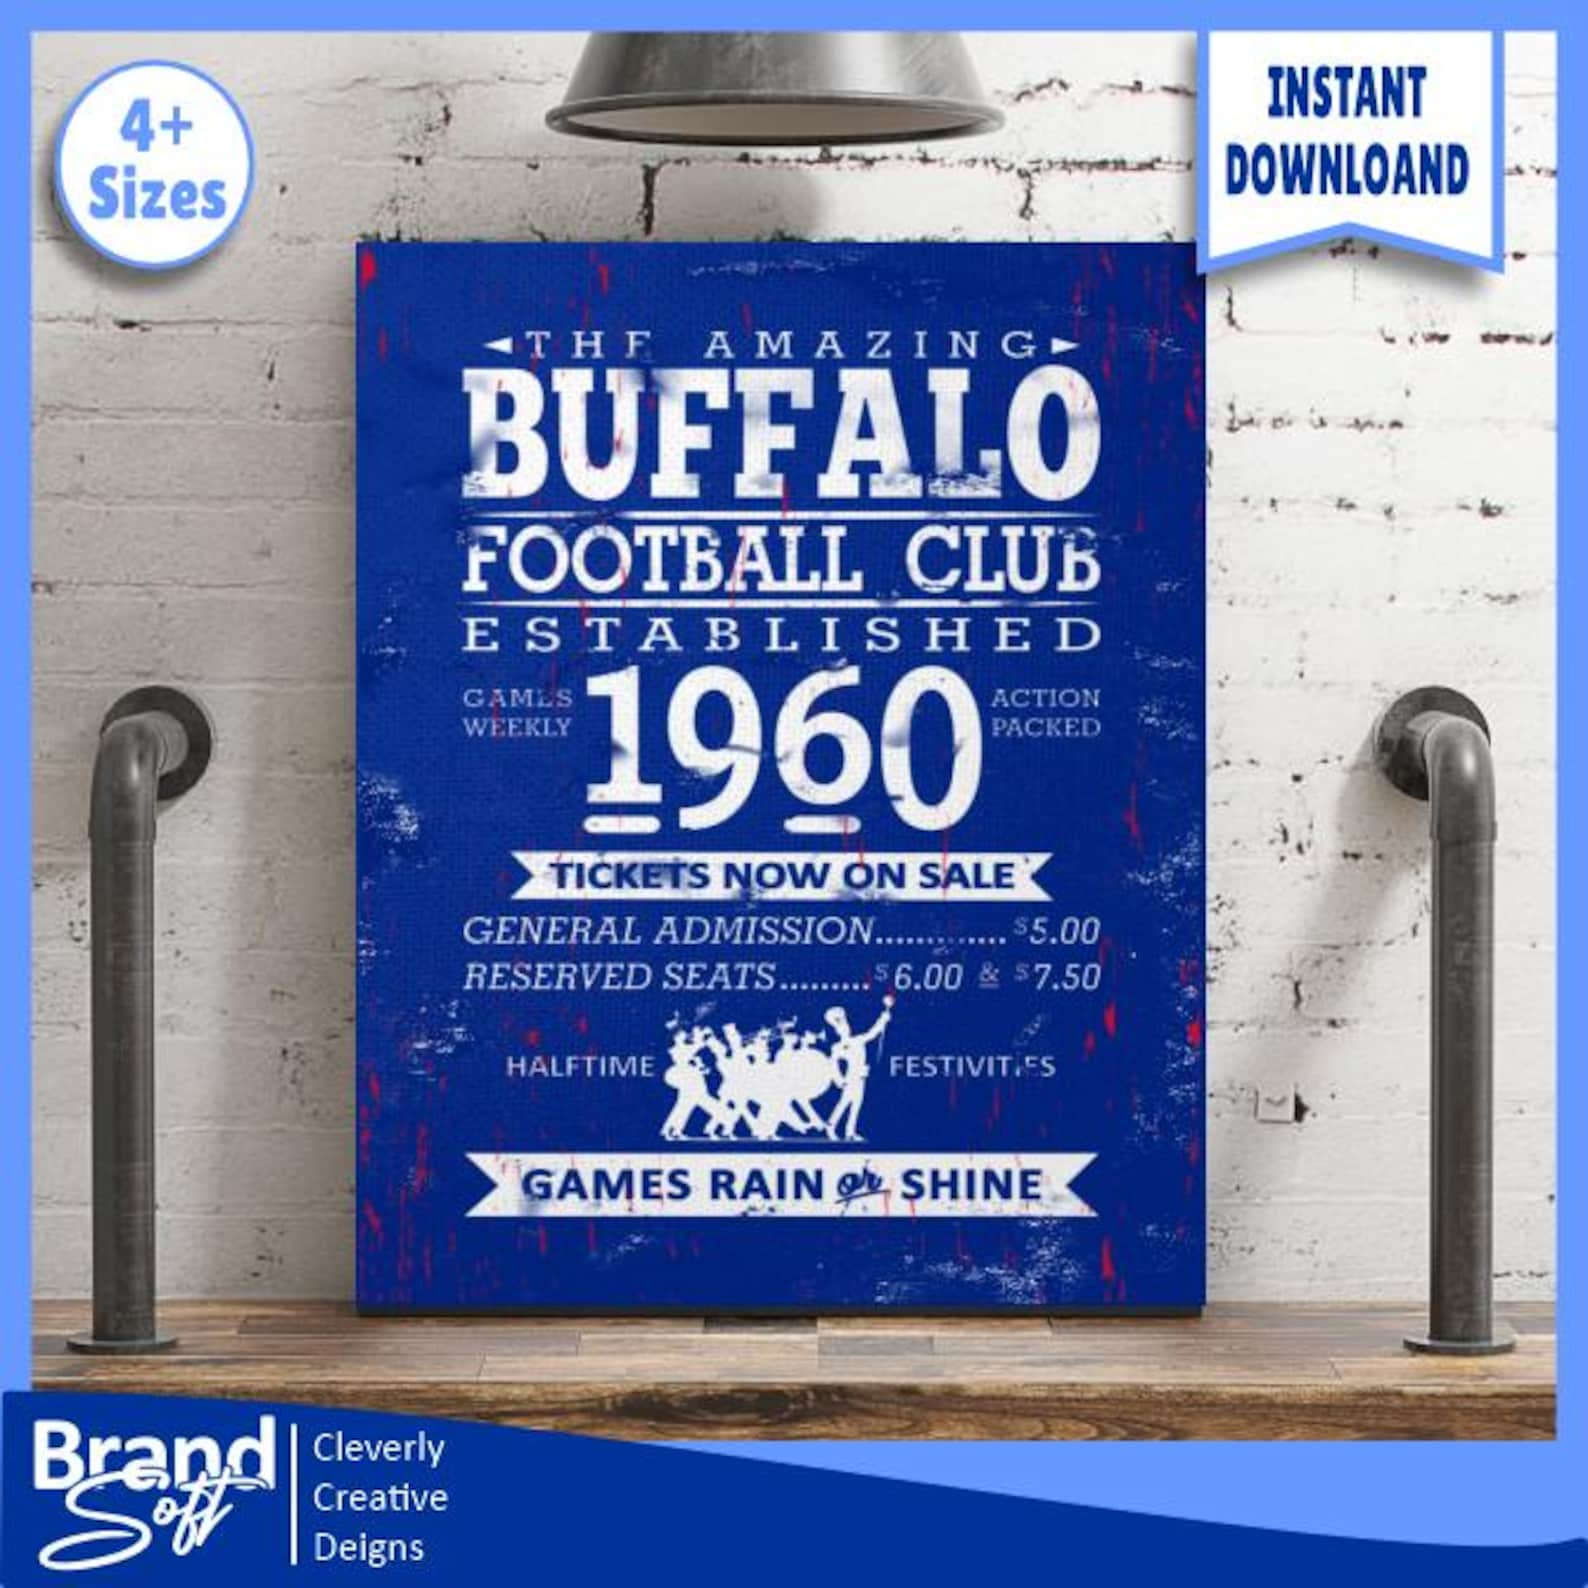 4+
Sizes
INSTANT
DOWNLOAND
THE AMAZING
BUFFALO
FOOTBALL CLUB
ESTABLISHED
GAMES
WEEKLY
1960
ACTION
PACKED
TICKETS NOW ON SALE
GENERAL ADMISSION.............$5.00
RESERVED SEATS.........$6.00 & $7.50
HALFTIME FESTIVITIES
GAMES RAIN or SHINE
Brand
Soft
Cleverly
Creative
Deigns